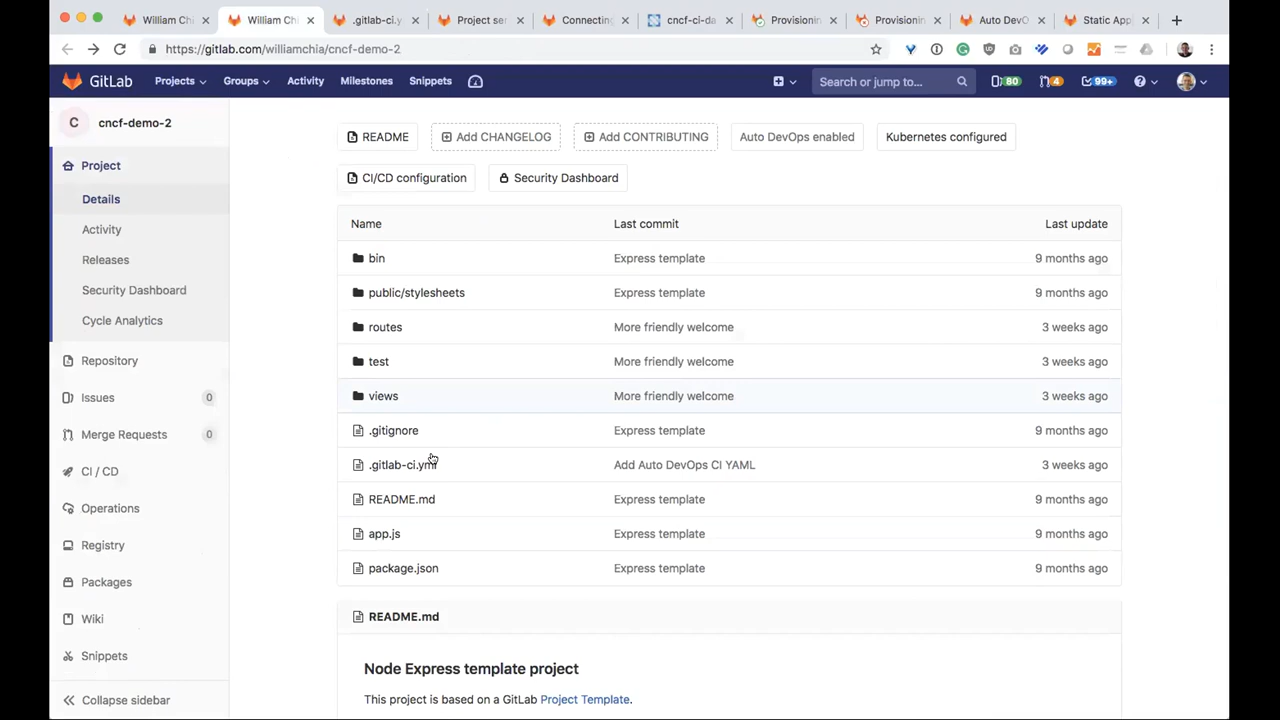 William Chi
William Chi
.gitlab-ci.y
Project se
Connecting
cncf-ci-da
Provisionin
Provisionin
Auto DevO
Static App
https://gitlab.com/williamchia/cncf-demo-2
GitLab
Projects
Groups
Activity
Milestones
Snippets
Search or jump to...
80
4
99+
C
cncf-demo-2
Project
Details
Activity
Releases
Security Dashboard
Cycle Analytics
Repository
Issues 0
Merge Requests 0
CI / CD
Operations
Registry
Packages
Wiki
Snippets
Collapse sidebar
README
Add CHANGELOG
Add CONTRIBUTING
Auto DevOps enabled
Kubernetes configured
CI/CD configuration
Security Dashboard
Name Last commit Last update
bin Express template 9 months ago
public/stylesheets Express template 9 months ago
routes More friendly welcome 3 weeks ago
test More friendly welcome 3 weeks ago
views More friendly welcome 3 weeks ago
.gitignore Express template 9 months ago
.gitlab-ci.yml Add Auto DevOps CI YAML 3 weeks ago
README.md Express template 9 months ago
app.js Express template 9 months ago
package.json Express template 9 months ago
README.md
Node Express template project
This project is based on a GitLab Project Template.